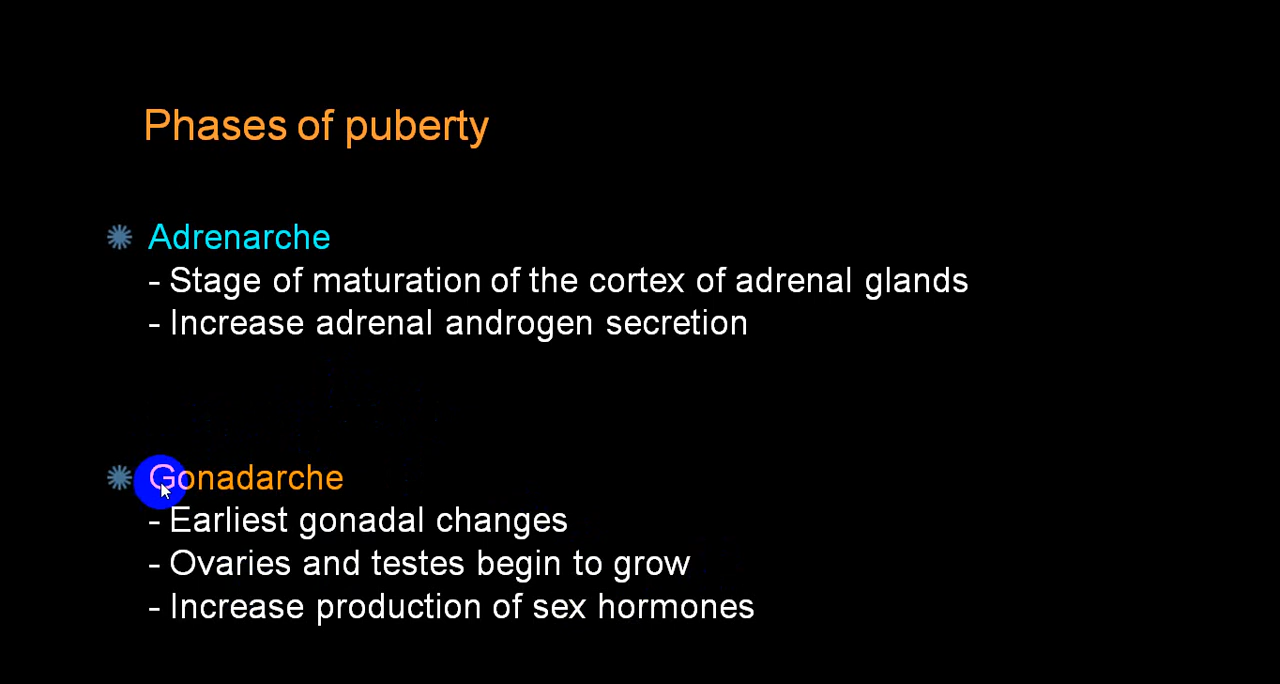 Phases of puberty
Adrenarche
- Stage of maturation of the cortex of adrenal glands
- Increase adrenal androgen secretion
Gonadarche
- Earliest gonadal changes
- Ovaries and testes begin to grow
- Increase production of sex hormones